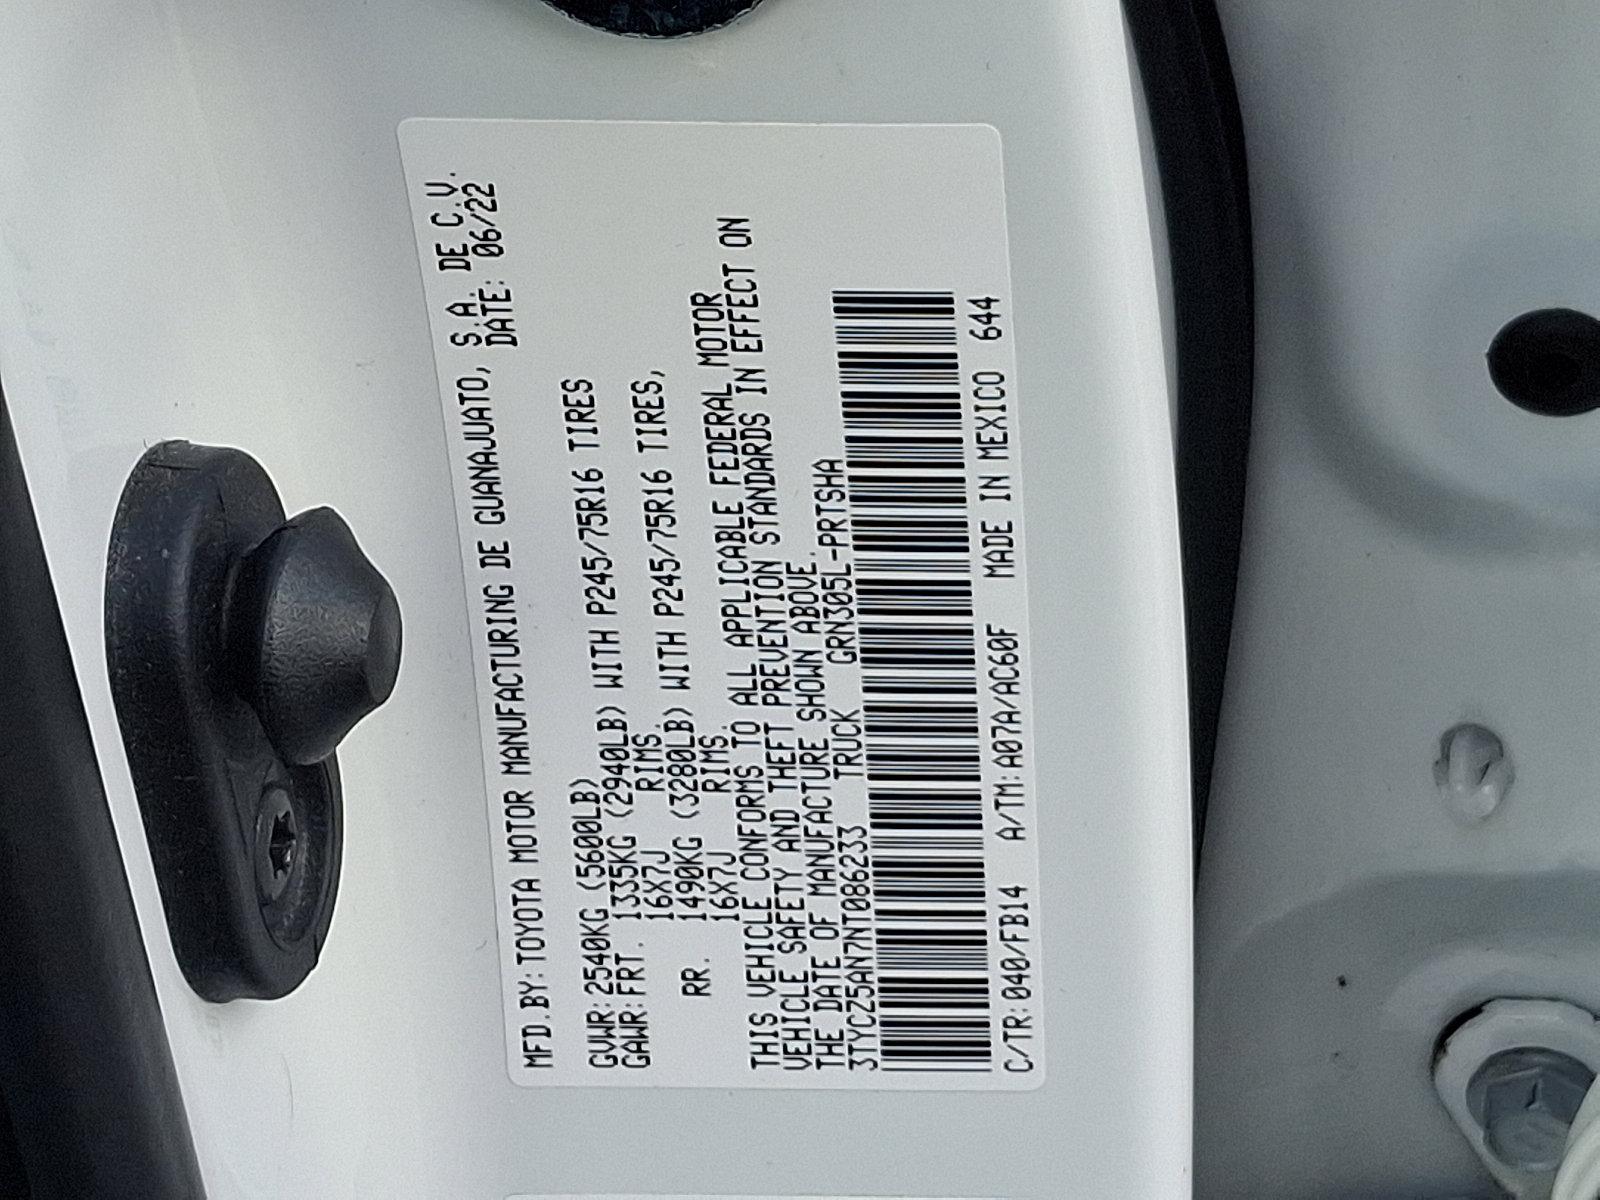 MFD.BY:TOYOTA MOTOR MANUFACTURING DE GUANAJUATO, S.A. DE C.V.
DATE: 06/22
GVWR:2540KG (5600LB)
GAWR:FRT. 1335KG (2940LB) WITH P245/75R16 TIRES
16X7J RIMS.
RR. 1490KG (3280LB) WITH P245/75R16 TIRES,
16X7J RIMS.
THIS VEHICLE CONFORMS TO ALL APPLICABLE FEDERAL MOTOR
VEHICLE SAFETY AND THEFT PREVENTION STANDARDS IN EFFECT ON
THE DATE OF MANUFACTURE SHOWN ABOVE.
3TYCZ5AN7NT086233 TRUCK GRN305L-PRTSHA
C/TR:040/FB14 A/TM:A07A/AC60F MADE IN MEXICO 644